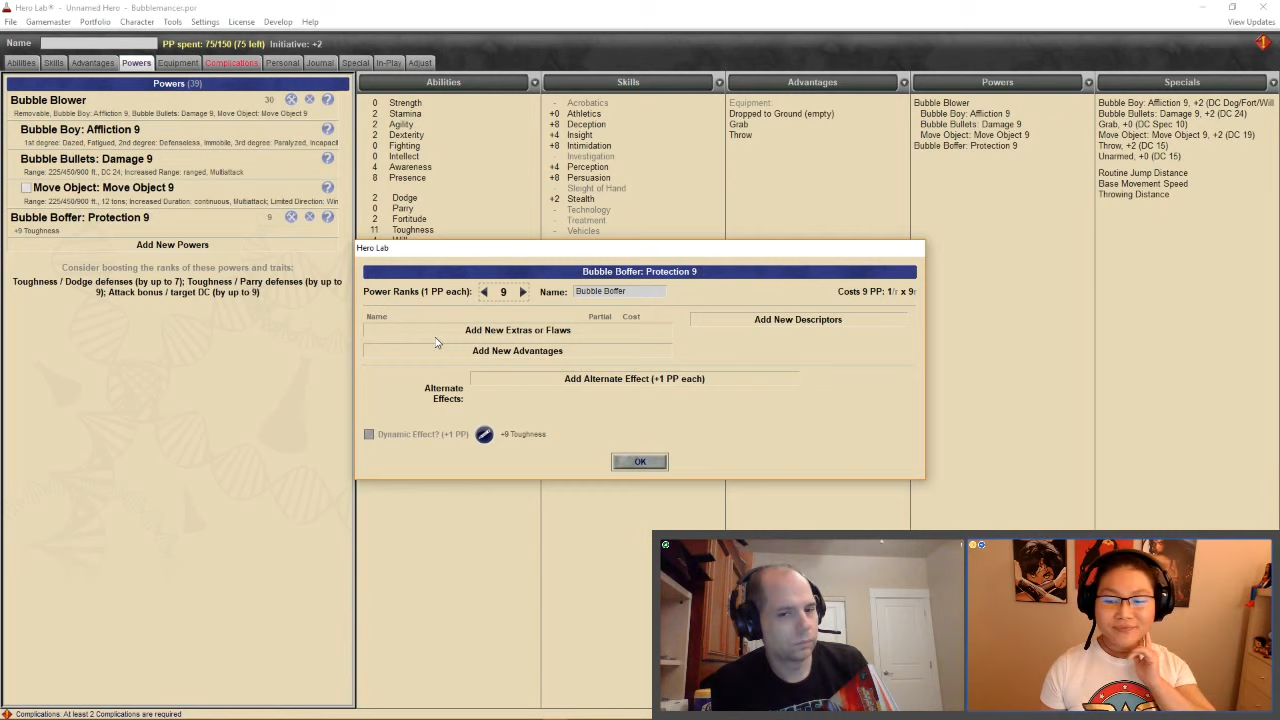 Hero Lab® - Unnamed Hero - Bubblemancer.por
File Gamemaster Portfolio Character Tools Settings License Develop Help
View Updates
Name PP spent: 75/150 (75 left) Initiative: +2
Abilities Skills Advantages Powers Equipment Complications Personal Journal Special In-Play Adjust
Powers (39)
Bubble Blower 30
Removable, Bubble Boy: Affliction 9, Bubble Bullets: Damage 9, Move Object: Move Object 9
Bubble Boy: Affliction 9
1st degree: Dazed, Fatigued, 2nd degree: Defenseless, Immobile, 3rd degree: Paralyzed, Incapaci
Bubble Bullets: Damage 9
Range: 225/450/900 ft., DC 24; Increased Range: ranged, Multiattack
Move Object: Move Object 9
Range: 225/450/900 ft., 12 tons; Increased Duration: continuous, Multiattack; Limited Direction: Win
Bubble Boffer: Protection 9 9
+9 Toughness
Add New Powers
Consider boosting the ranks of these powers and traits:
Toughness / Dodge defenses (by up to 7); Toughness / Parry defenses (by up to
9); Attack bonus / target DC (by up to 9)
Abilities
0 Strength
2 Stamina
2 Agility
2 Dexterity
0 Fighting
0 Intellect
4 Awareness
8 Presence
2 Dodge
0 Parry
2 Fortitude
11 Toughness
Skills
- Acrobatics
+0 Athletics
+8 Deception
+4 Insight
+8 Intimidation
- Investigation
+4 Perception
+8 Persuasion
- Sleight of Hand
+2 Stealth
- Technology
- Treatment
- Vehicles
Advantages
Equipment:
Dropped to Ground (empty)
Grab
Throw
Powers
Bubble Blower
Bubble Boy: Affliction 9
Bubble Bullets: Damage 9
Move Object: Move Object 9
Bubble Boffer: Protection 9
Specials
Bubble Boy: Affliction 9, +2 (DC Dog/Fort/Will
Bubble Bullets: Damage 9, +2 (DC 24)
Grab, +0 (DC Spec 10)
Move Object: Move Object 9, +2 (DC 19)
Throw, +2 (DC 15)
Unarmed, +0 (DC 15)
Routine Jump Distance
Base Movement Speed
Throwing Distance
Hero Lab
Bubble Boffer: Protection 9
Power Ranks (1 PP each): 9 Name: Bubble Boffer Costs 9 PP: 1/r x 9r
Name Partial Cost
Add New Extras or Flaws
Add New Descriptors
Add New Advantages
Add Alternate Effect (+1 PP each)
Alternate
Effects:
Dynamic Effect? (+1 PP) +9 Toughness
OK
Complications: At least 2 Complications are required